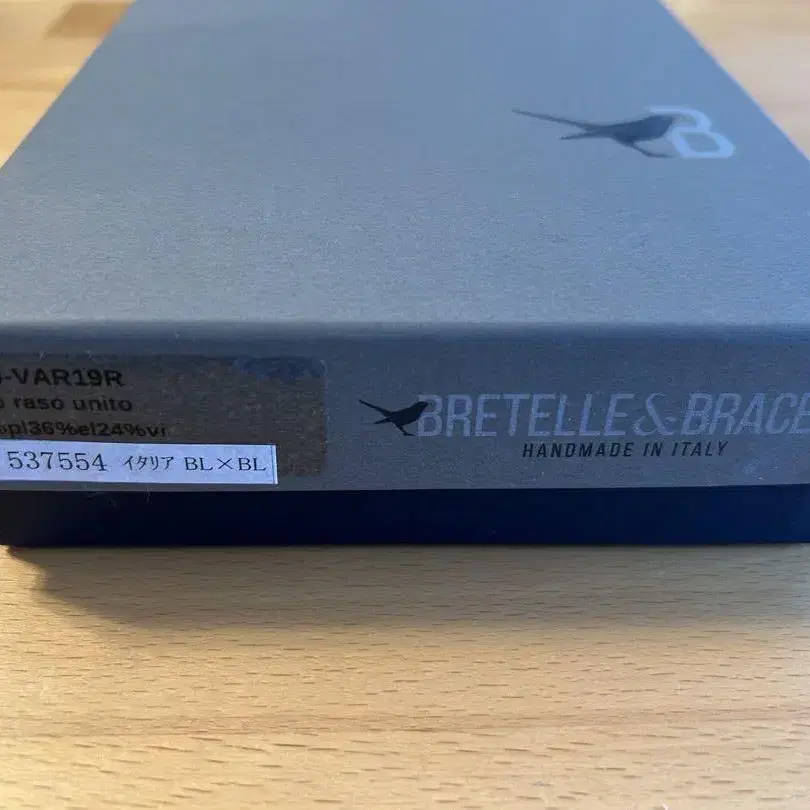 B
-VAR19R
raso unito
pl36%el24%vi
537554 イタリア BL×BL
BRETELLE & BRACE
HANDMADE IN ITALY